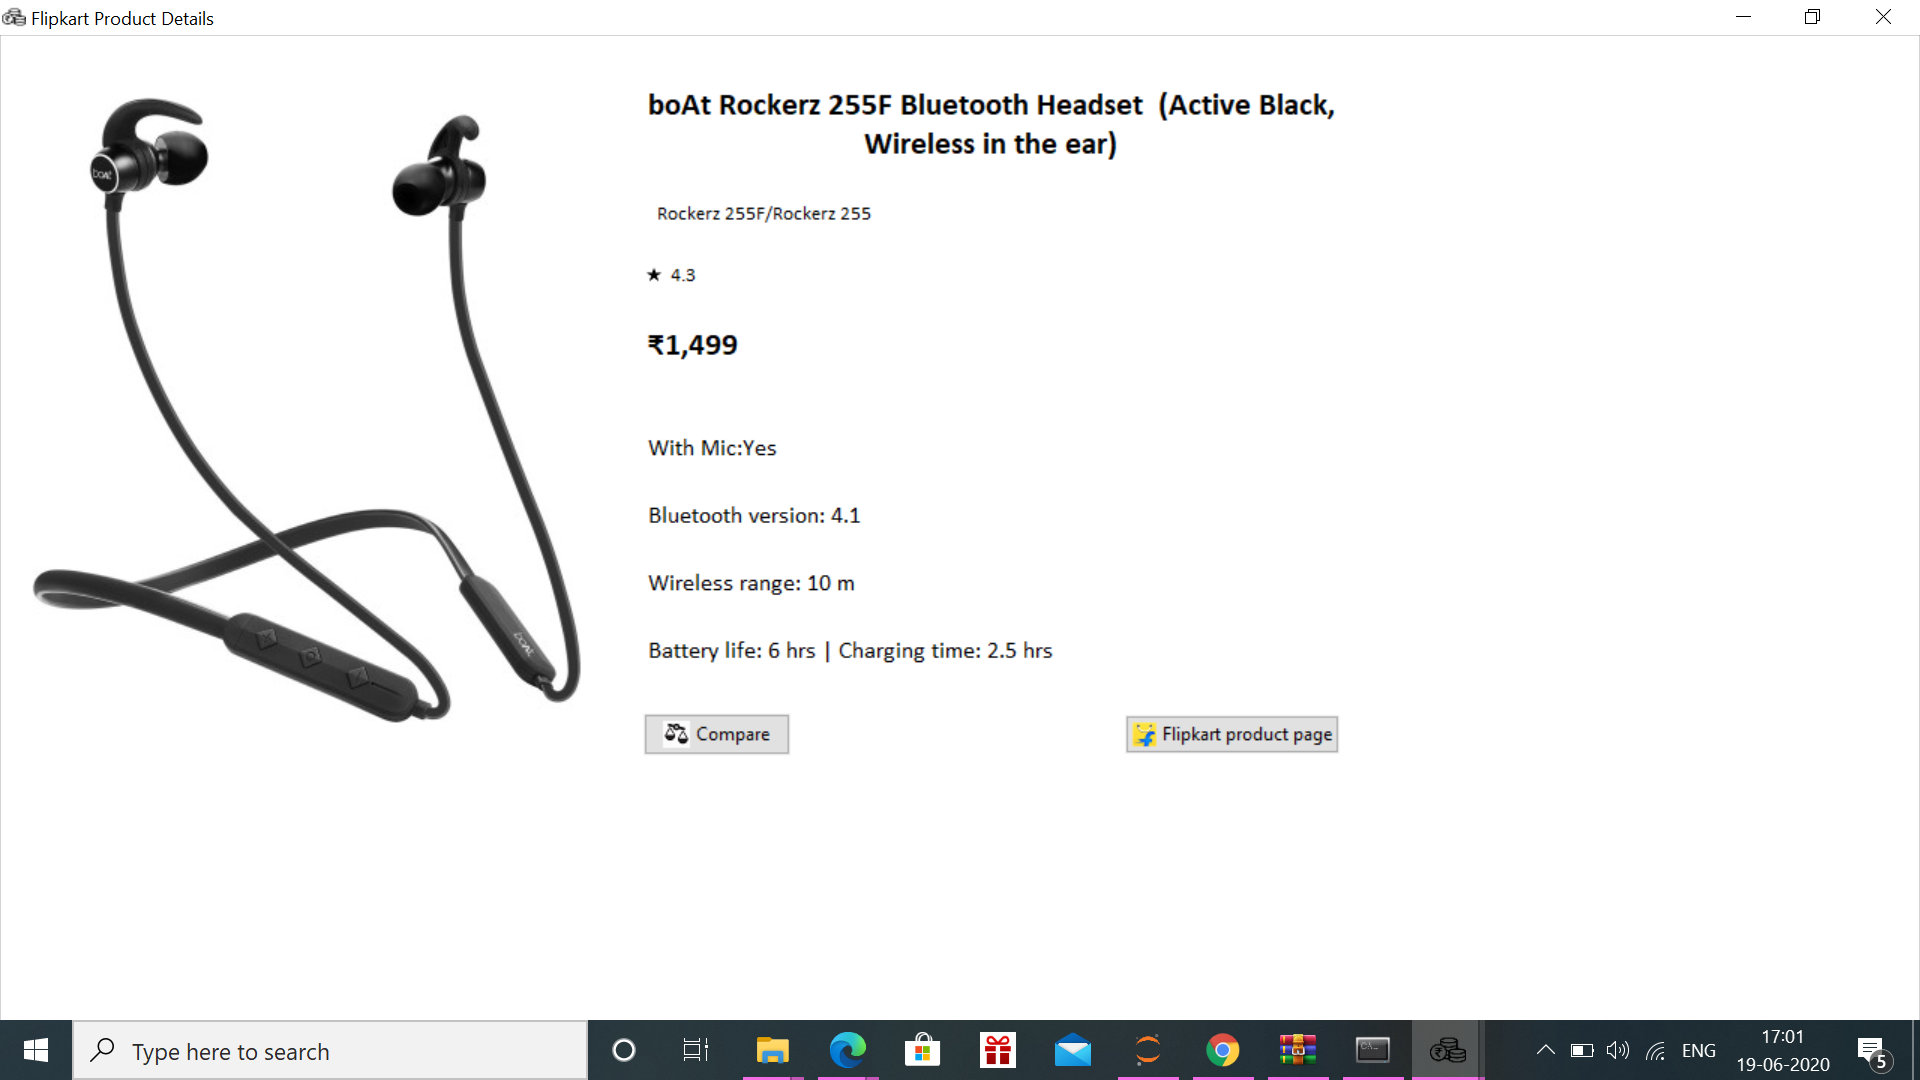 Flipkart Product Details
boAt Rockerz 255F Bluetooth Headset (Active Black,
Wireless in the ear)
Rockerz 255F/Rockerz 255
★ 4.3
₹1,499
With Mic:Yes
Bluetooth version: 4.1
Wireless range: 10 m
Battery life: 6 hrs | Charging time: 2.5 hrs
Compare
Flipkart product page
boAt
boAt
Type here to search
ENG
17:01
19-06-2020
5